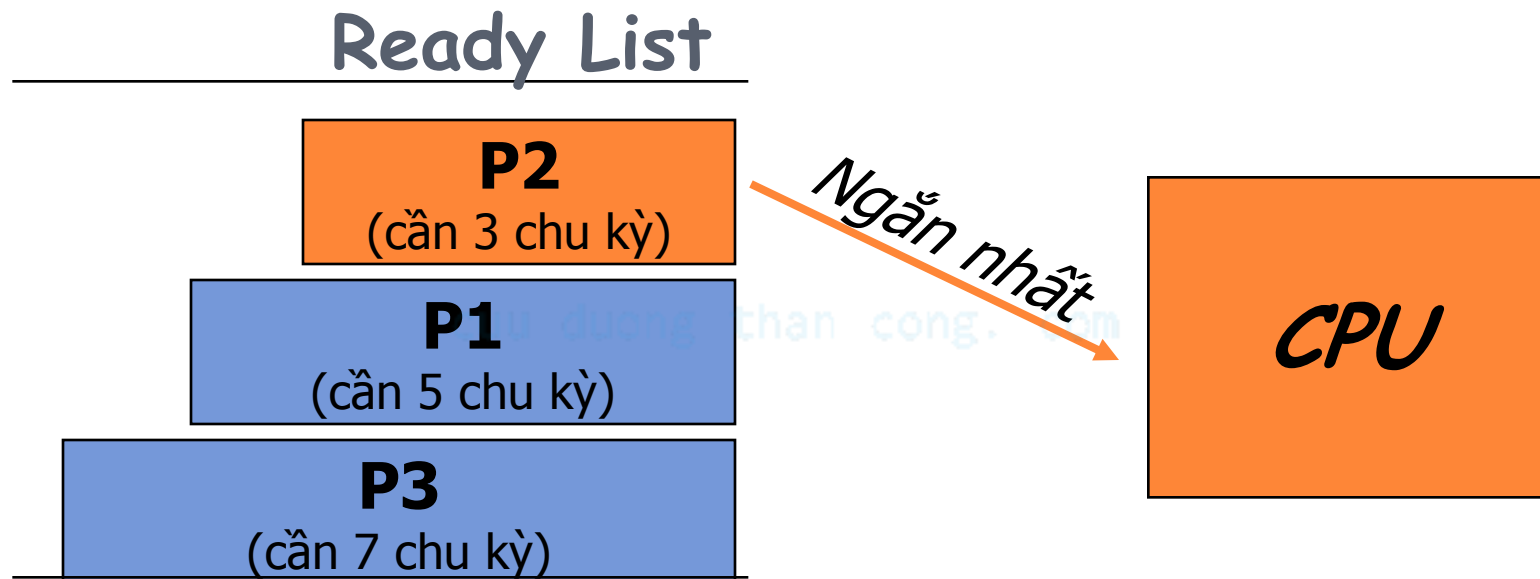 Ready List
P2
(cần 3 chu kỳ)
Ngắn nhất
P1
(cần 5 chu kỳ)
CPU
P3
(cần 7 chu kỳ)